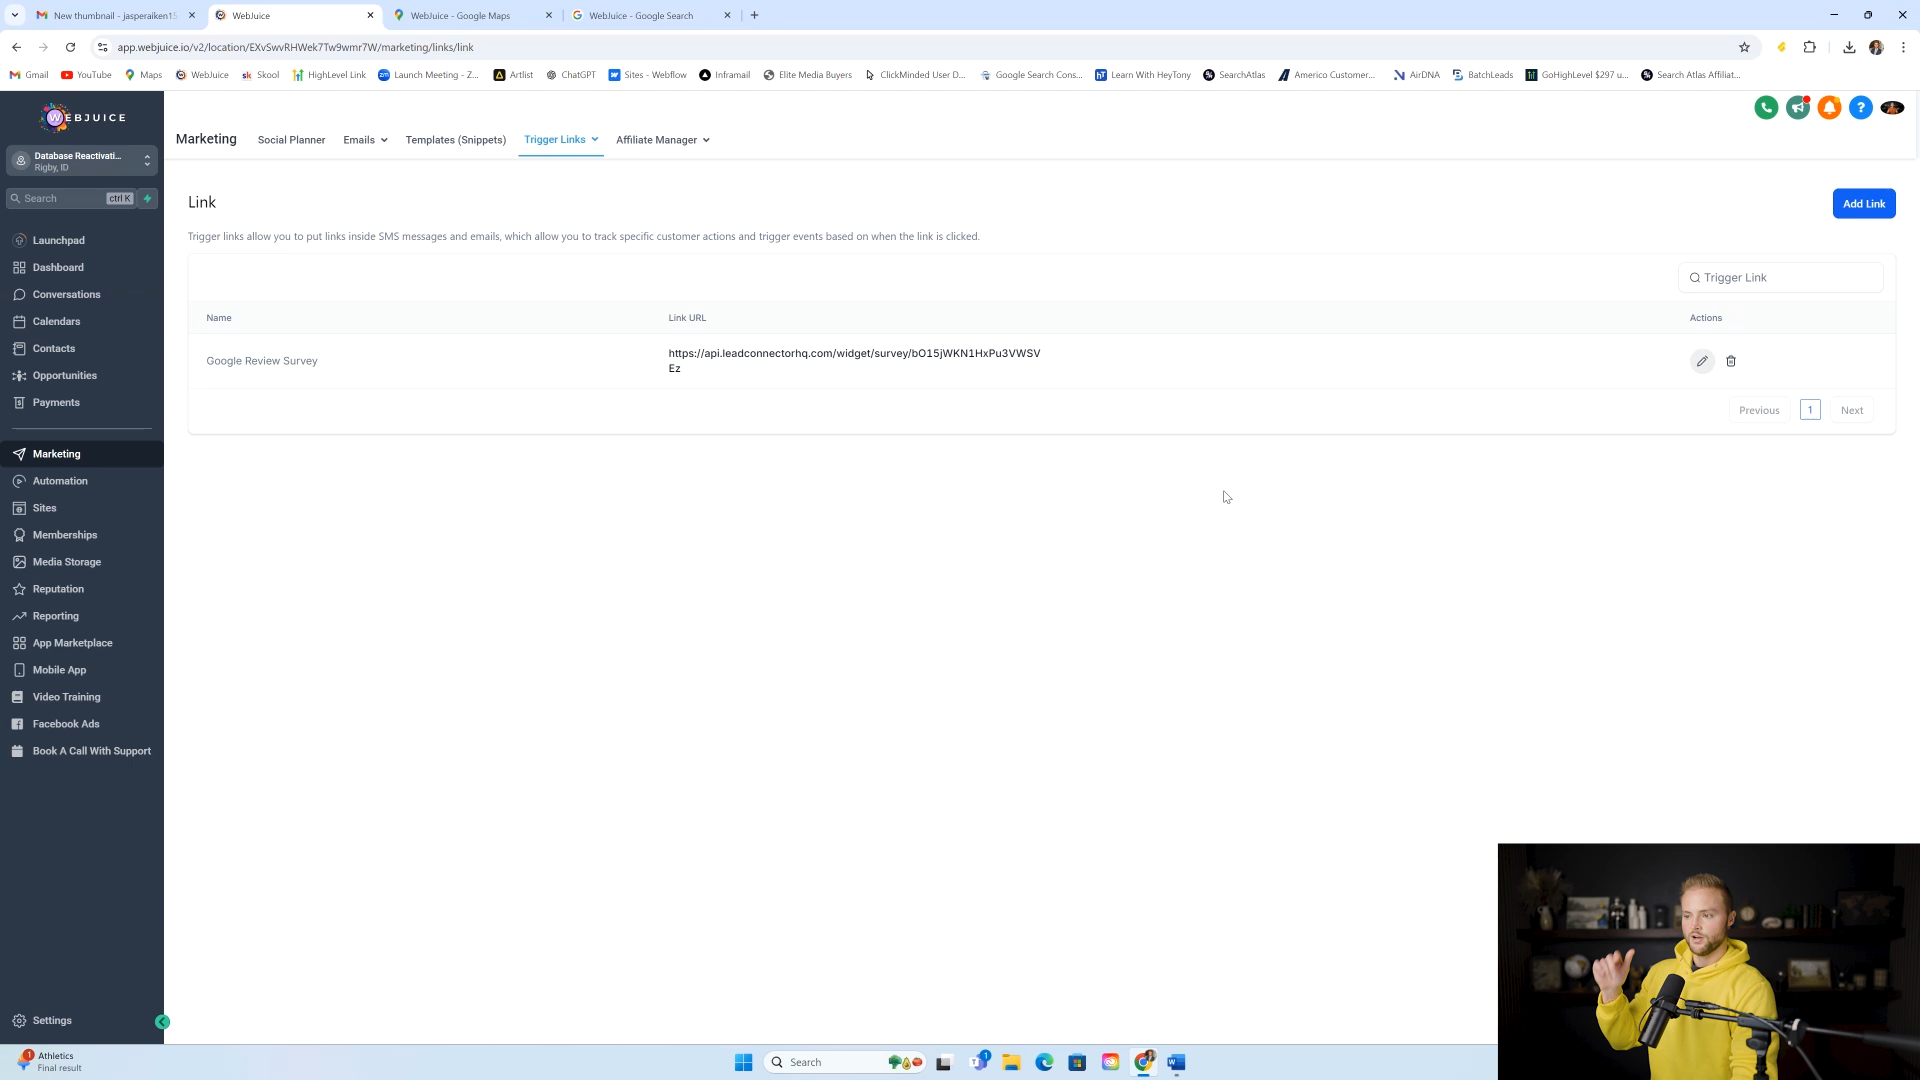 New thumbnail - jasperaiken15
WebJuice
WebJuice - Google Maps
WebJuice - Google Search
app.webjuice.io/v2/location/EXvSwvRHWek7Tw9wmr7W/marketing/links/link
Gmail
YouTube
Maps
WebJuice
Skool
HighLevel Link
Launch Meeting - Z...
Artlist
ChatGPT
Sites - Webflow
Inframail
Elite Media Buyers
ClickMinded User D...
Google Search Cons...
Learn With HeyTony
SearchAtlas
Americo Customer...
AirDNA
BatchLeads
GoHighLevel $297 u...
Search Atlas Affiliat...
WEBJUICE
Database Reactivati...
Rigby, ID
Search
ctrl K
Launchpad
Dashboard
Conversations
Calendars
Contacts
Opportunities
Payments
Marketing
Automation
Sites
Memberships
Media Storage
Reputation
Reporting
App Marketplace
Mobile App
Video Training
Facebook Ads
Book A Call With Support
Settings
Marketing
Social Planner
Emails
Templates (Snippets)
Trigger Links
Affiliate Manager
Link
Add Link
Trigger links allow you to put links inside SMS messages and emails, which allow you to track specific customer actions and trigger events based on when the link is clicked.
Trigger Link
Name
Link URL
Actions
Google Review Survey
https://api.leadconnectorhq.com/widget/survey/bO15jWKN1HxPu3VWSV
Ez
Previous
1
Next
1
Athletics
Final result
Search
1